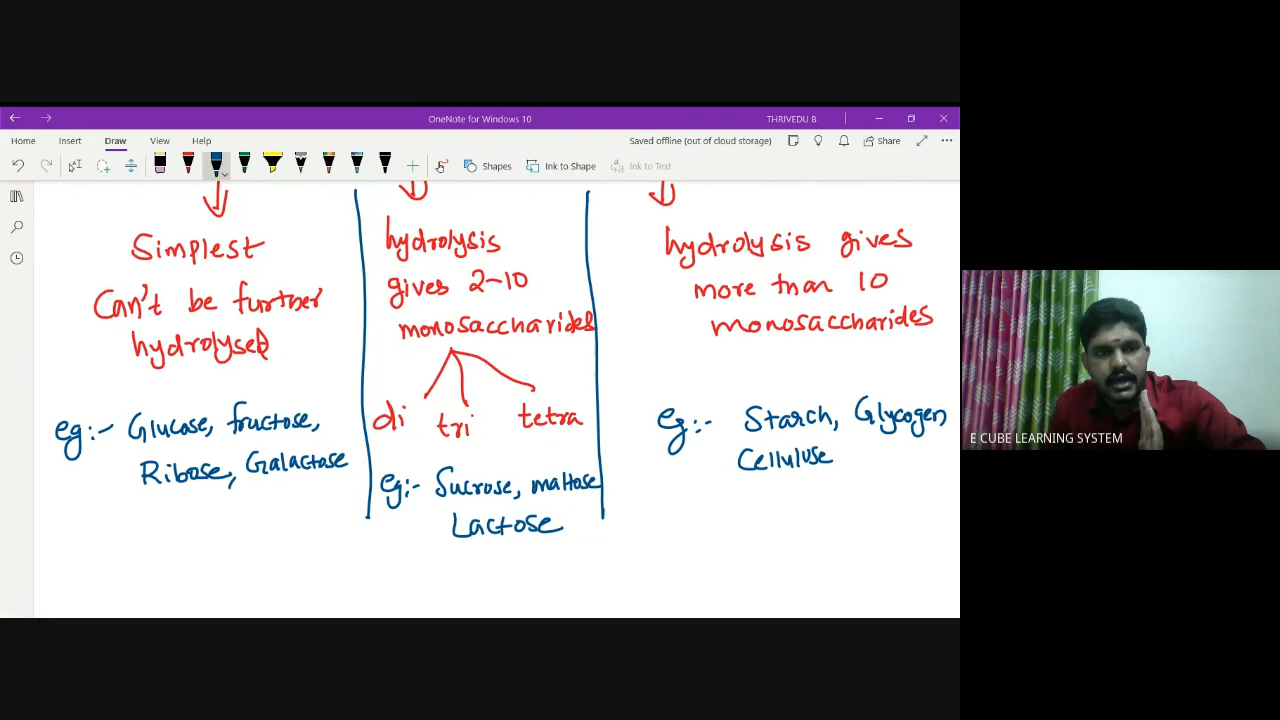 OneNote for Windows 10
THRIVEDU B
Home Insert Draw View Help
Saved offline (out of cloud storage)
Share
Shapes
Ink to Shape
Ink to Text
Simplest
Can't be further
hydrolysed
eg:- Glucose, fructose,
Ribose, Galactose
hydrolysis
gives 2-10
monosaccharides
di tri tetra
eg:- Sucrose, maltose
Lactose
hydrolysis gives
more than 10
monosaccharides
eg:- Starch, Glycogen,
Cellulose
E CUBE LEARNING SYSTEM